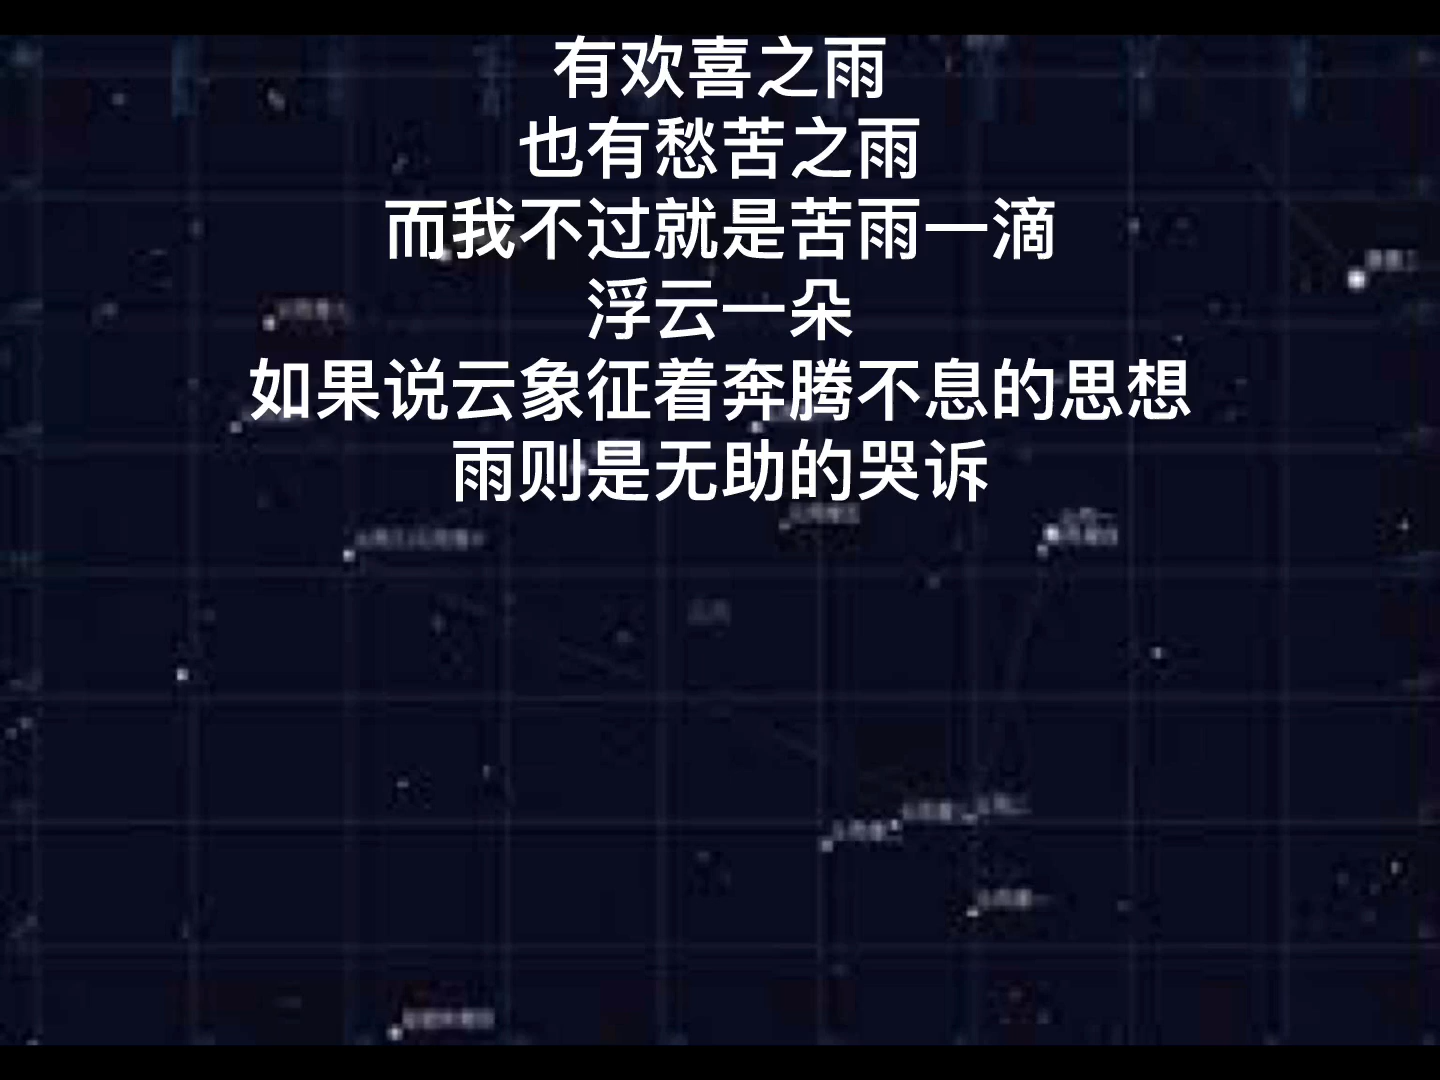 有欢喜之雨
也有愁苦之雨
而我不过就是苦雨一滴
浮云一朵
如果说云象征着奔腾不息的思想
雨则是无助的哭诉